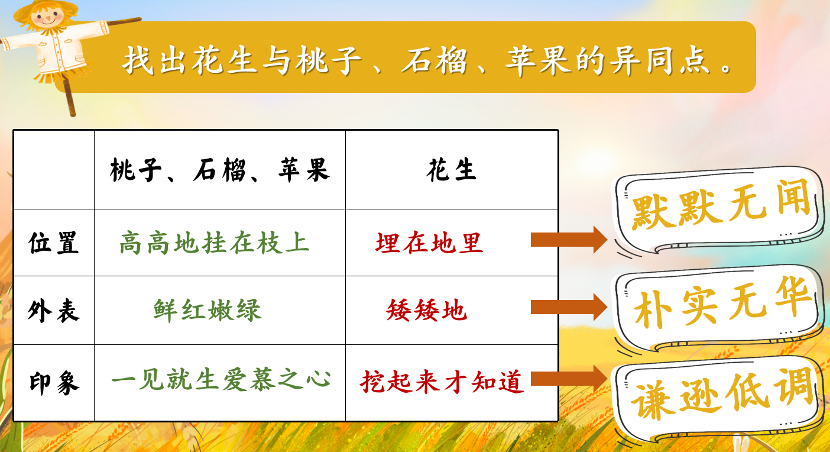 找出花生与桃子、石榴、苹果的异同点。
桃子、石榴、苹果 花生
位置 高高地挂在枝上 埋在地里 默默无闻
外表 鲜红嫩绿 矮矮地 朴实无华
印象 一见就生爱慕之心 挖起来才知道 谦逊低调